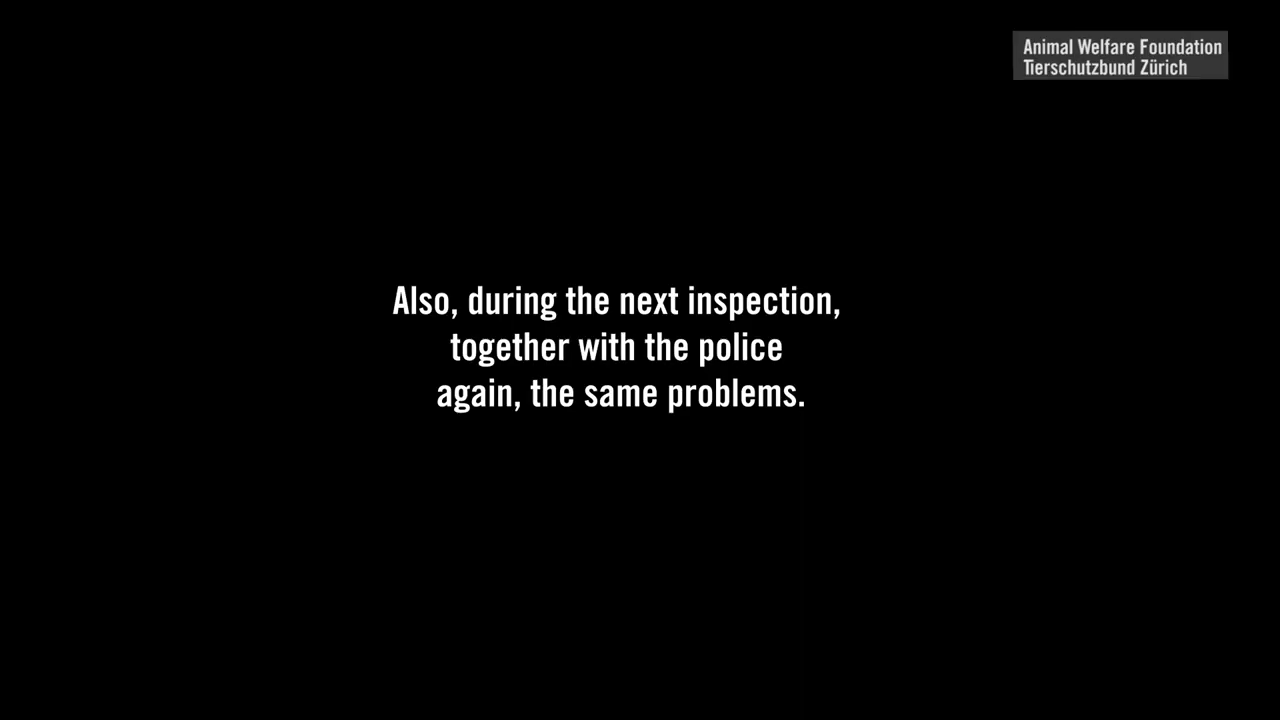 Animal Welfare Foundation
Tierschutzbund Zürich
Also, during the next inspection,
together with the police
again, the same problems.